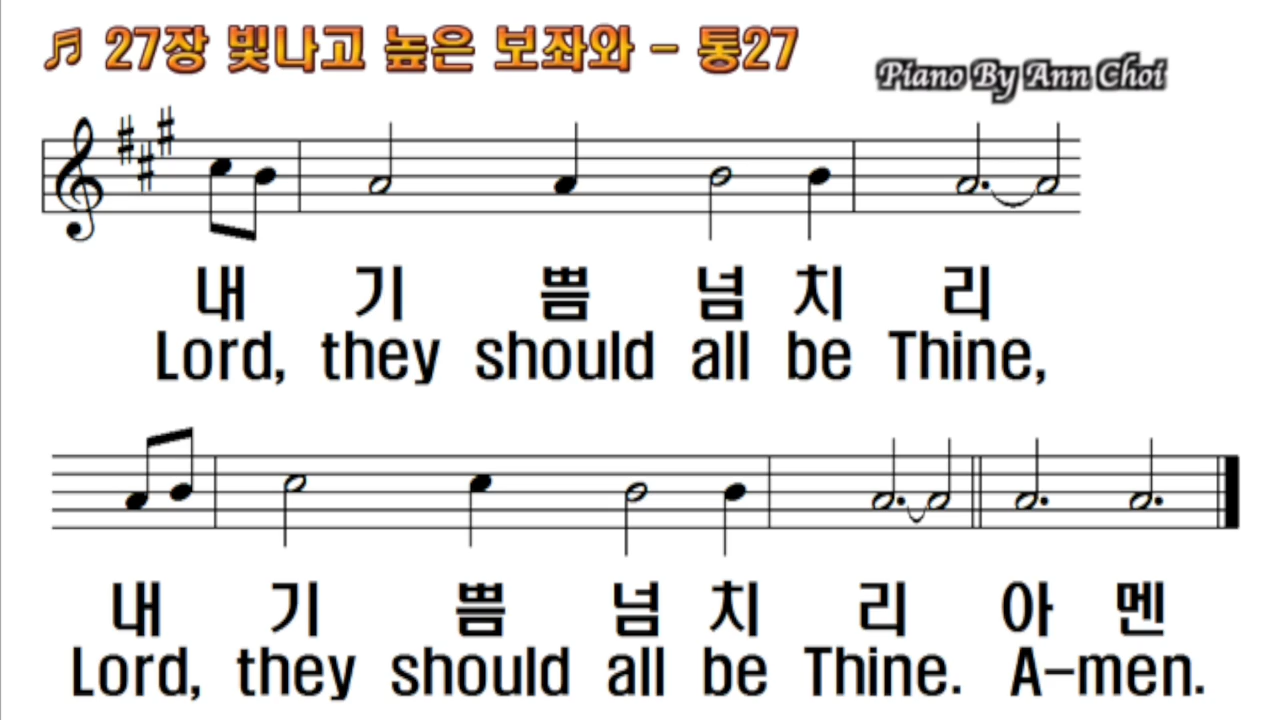 27장 빛나고 높은 보좌와 - 통27
Piano By Ann Choi
내 기 쁨 넘 치 리
Lord, they should all be Thine,
내 기 쁨 넘 치 리 아 멘
Lord, they should all be Thine. A-men.